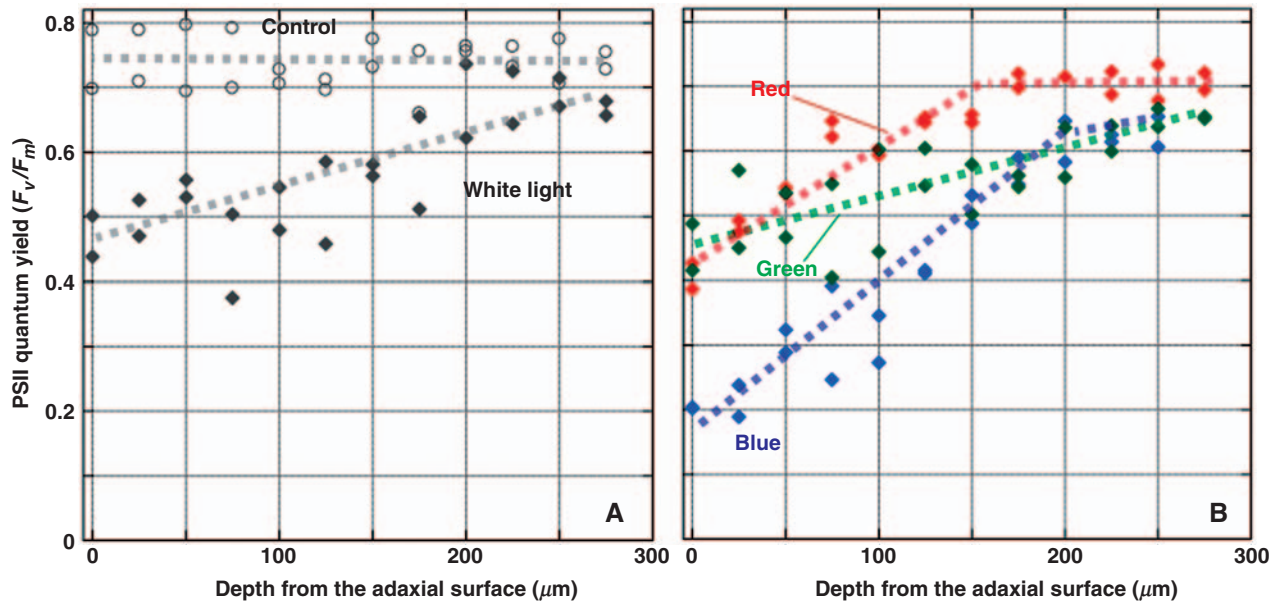 PSII quantum yield (Fv/Fm)
0.8
0.6
0.4
0.2
0
Control
White light
A
0 100 200 300
Depth from the adaxial surface (μm)
Red
Green
Blue
B
0 100 200 300
Depth from the adaxial surface (μm)